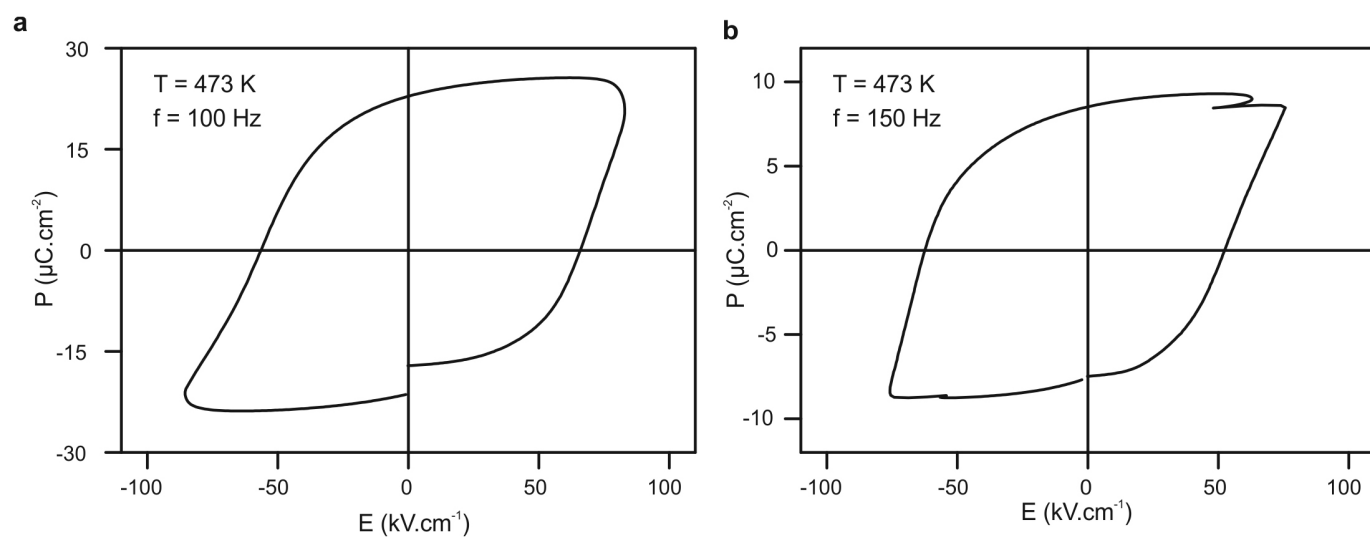 a
30
15
0
-15
-30
P (µC.cm⁻²)
T = 473 K
f = 100 Hz
-100
-50
0
50
100
E (kV.cm⁻¹)
b
10
5
0
-5
-10
P (µC.cm⁻²)
T = 473 K
f = 150 Hz
-100
-50
0
50
100
E (kV.cm⁻¹)